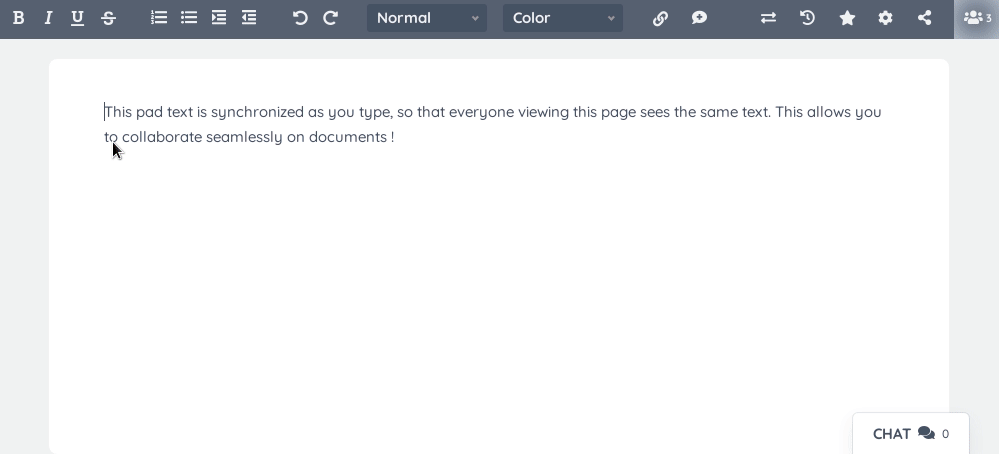 B I U S Normal Color 3
This pad text is synchronized as you type, so that everyone viewing this page sees the same text. This allows you
to collaborate seamlessly on documents !
CHAT 0